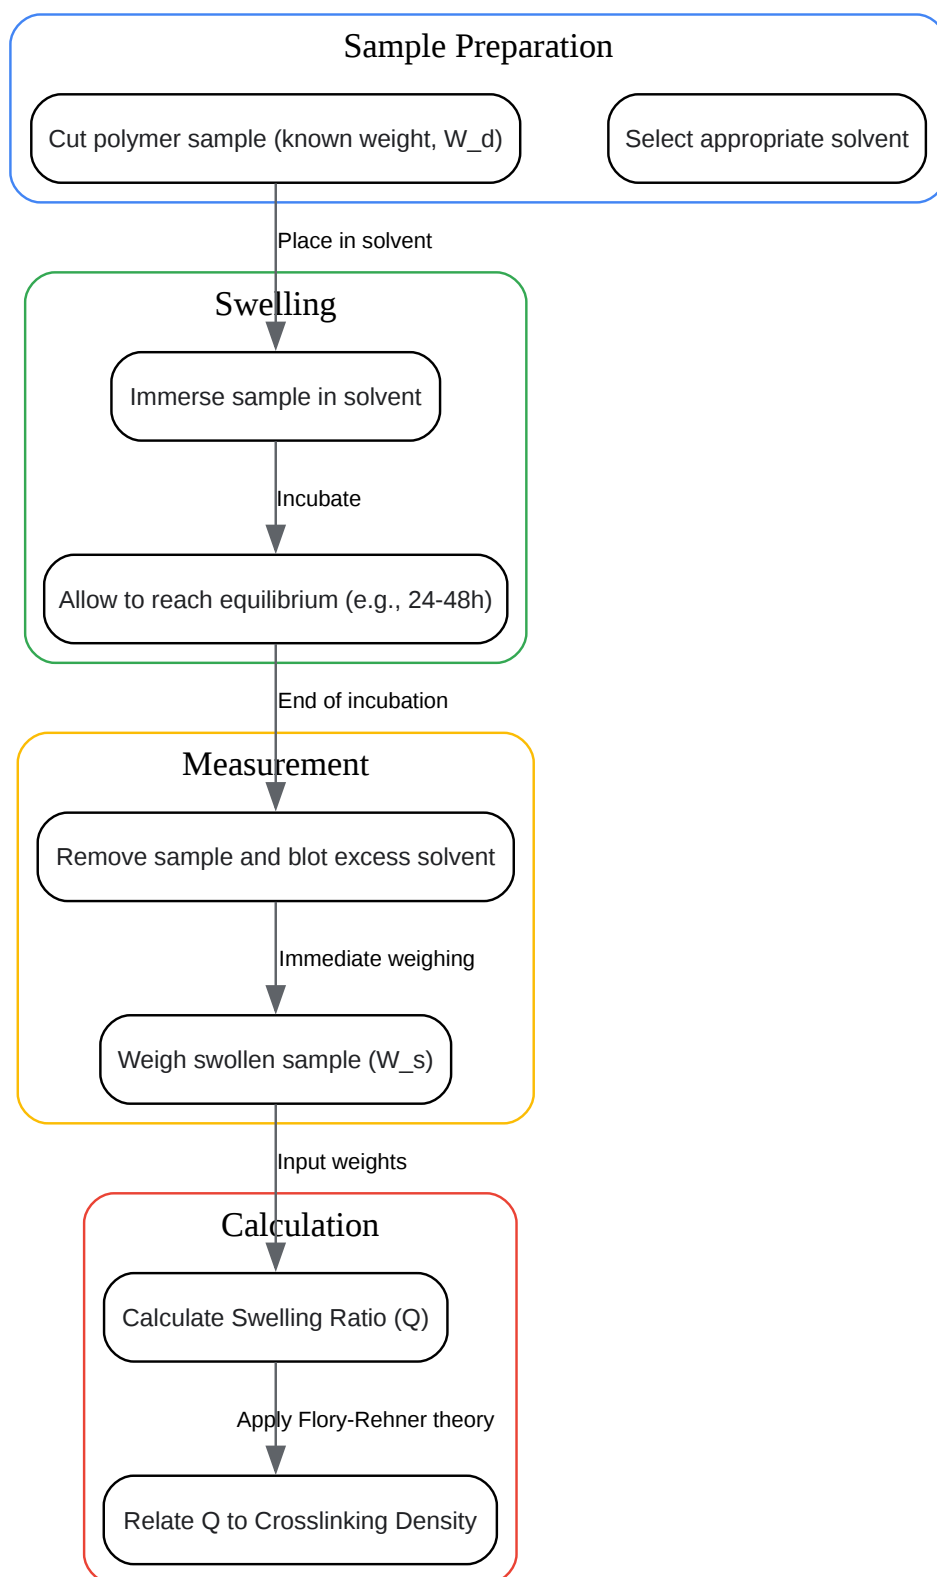 Sample Preparation
Cut polymer sample (known weight, W_d)
Select appropriate solvent
Place in solvent
Swelling
Immerse sample in solvent
Incubate
Allow to reach equilibrium (e.g., 24-48h)
End of incubation
Measurement
Remove sample and blot excess solvent
Immediate weighing
Weigh swollen sample (W_s)
Input weights
Calculation
Calculate Swelling Ratio (Q)
Apply Flory-Rehner theory
Relate Q to Crosslinking Density